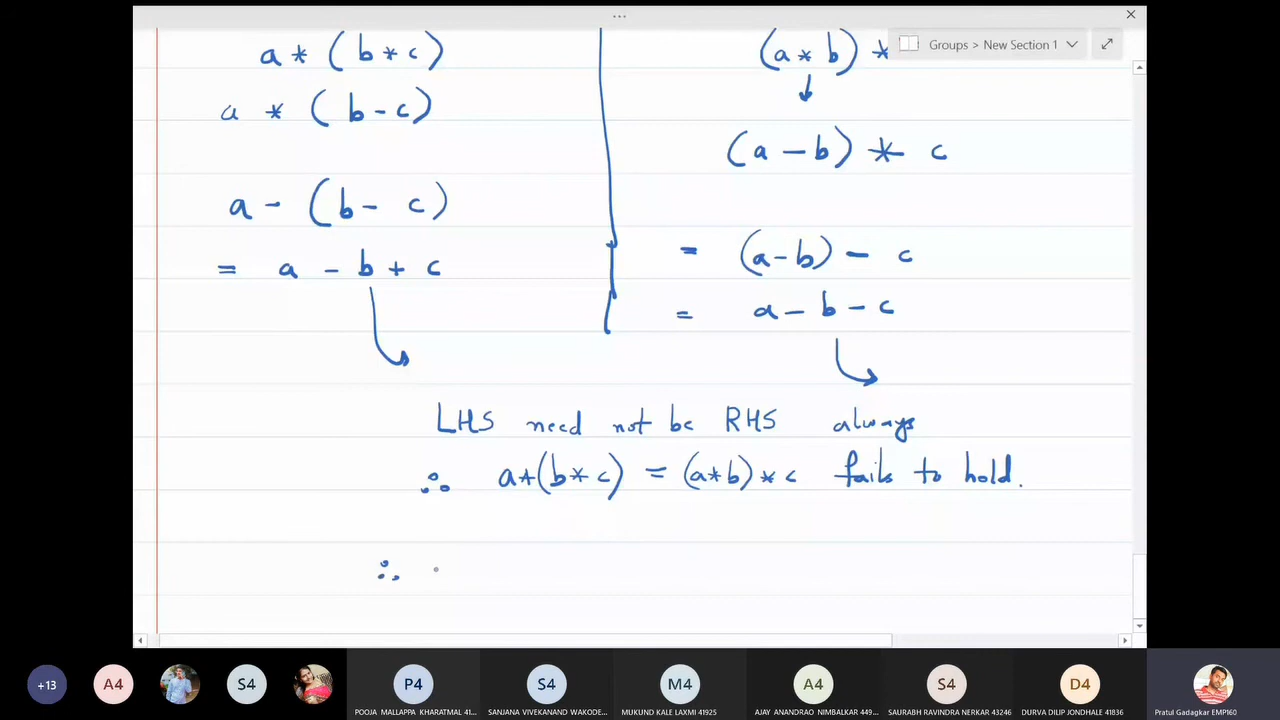 ...
Groups > New Section 1
a * (b * c)
a * (b - c)
a - (b - c)
= a - b + c
(a * b) *
(a - b) * c
= (a - b) - c
= a - b - c
LHS need not be RHS always
∴ a * (b * c) = (a * b) * c fails to hold.
∴
+13
A4
S4
P4
POOJA MALLAPPA KHARATMAL 41...
S4
SANJANA VIVEKANAND WAKODE...
M4
MUKUND KALE LAXMI 41925
A4
AJAY ANANDRAO NIMBALKAR 449...
S4
SAURABH RAVINDRA NERKAR 43246
D4
DURVA DILIP JONDHALE 41836
Pratul Gadagkar EMP160